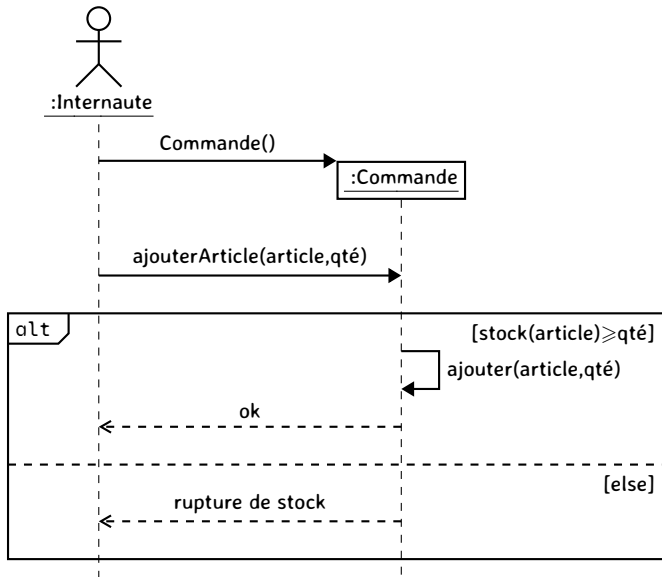 :Internaute
Commande()
:Commande
ajouterArticle(article,qté)
alt
[stock(article)⩾qté]
ajouter(article,qté)
ok
[else]
rupture de stock